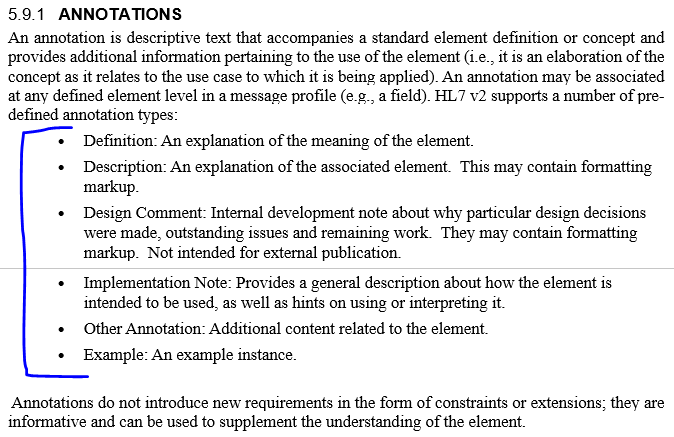 5.9.1 ANNOTATIONS
An annotation is descriptive text that accompanies a standard element definition or concept and
provides additional information pertaining to the use of the element (i.e., it is an elaboration of the
concept as it relates to the use case to which it is being applied). An annotation may be associated
at any defined element level in a message profile (e.g., a field). HL7 v2 supports a number of pre-
defined annotation types:
• Definition: An explanation of the meaning of the element.
• Description: An explanation of the associated element. This may contain formatting
markup.
• Design Comment: Internal development note about why particular design decisions
were made, outstanding issues and remaining work. They may contain formatting
markup. Not intended for external publication.
• Implementation Note: Provides a general description about how the element is
intended to be used, as well as hints on using or interpreting it.
• Other Annotation: Additional content related to the element.
• Example: An example instance.
Annotations do not introduce new requirements in the form of constraints or extensions; they are
informative and can be used to supplement the understanding of the element.